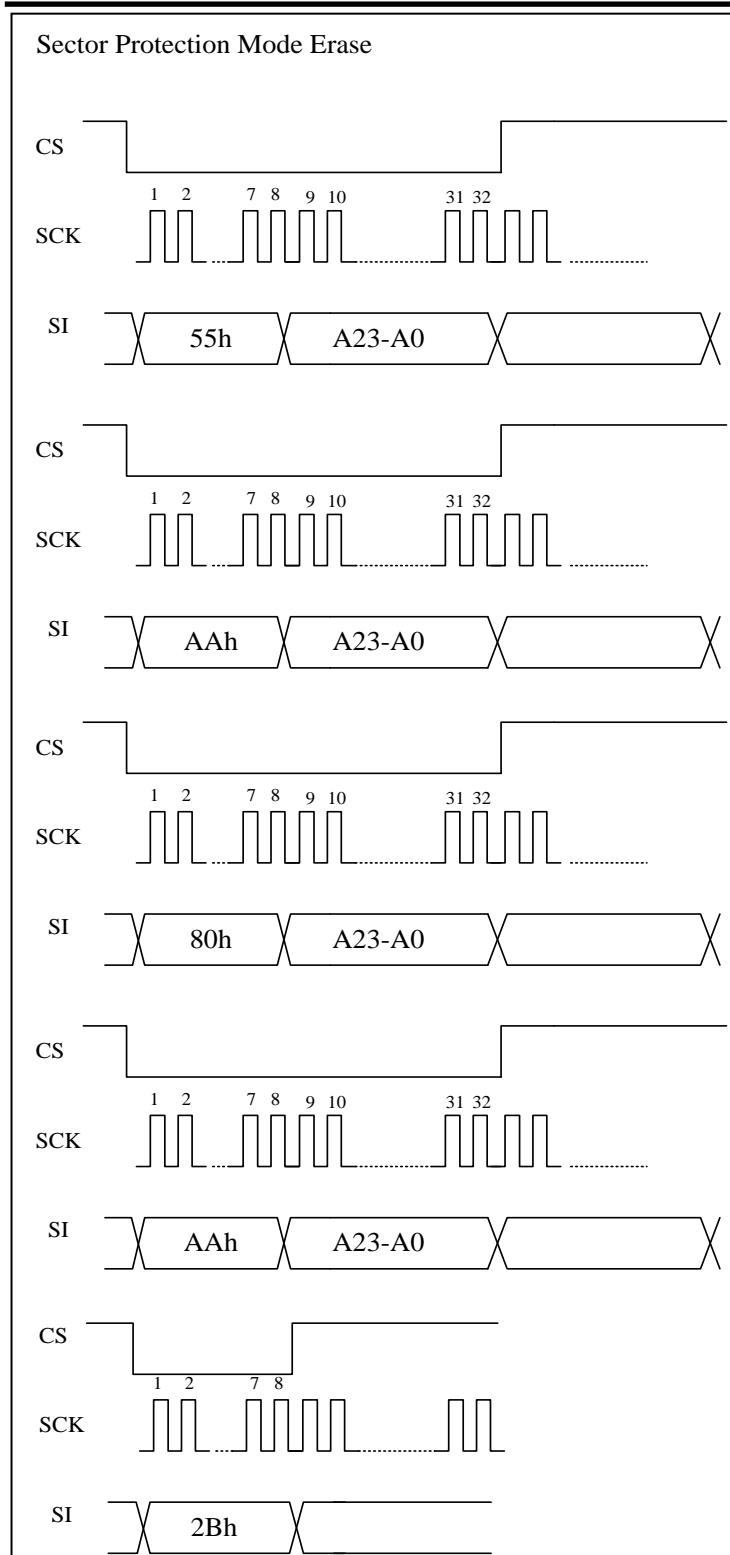 Sector Protection Mode Erase
CS
1 2 7 8 9 10 31 32
SCK
SI 55h A23-A0
CS
1 2 7 8 9 10 31 32
SCK
SI AAh A23-A0
CS
1 2 7 8 9 10 31 32
SCK
SI 80h A23-A0
CS
1 2 7 8 9 10 31 32
SCK
SI AAh A23-A0
CS
1 2 7 8
SCK
SI 2Bh